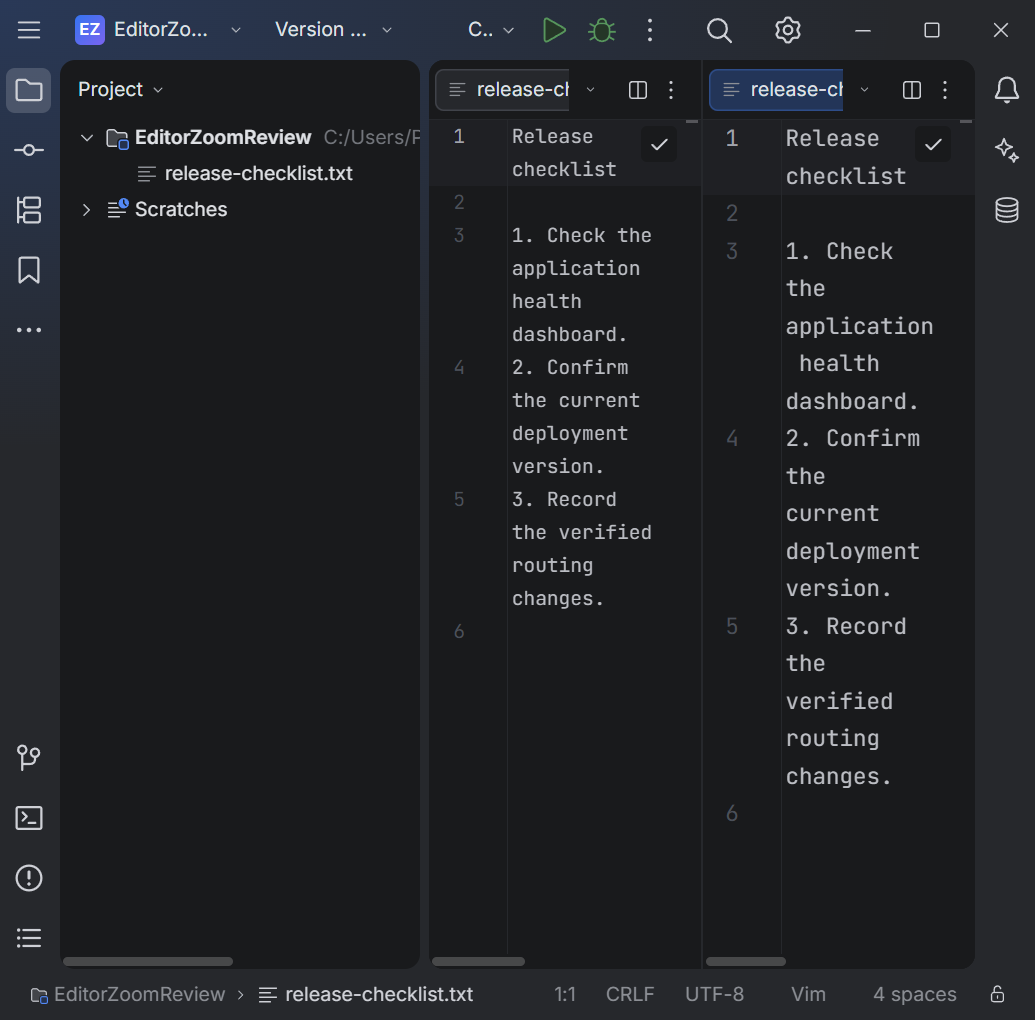 EZ EditorZo... Version ... C..
Project
EditorZoomReview C:/Users/
release-checklist.txt
Scratches
release-ch
1 Release
checklist
2
3 1. Check the
application
health
dashboard.
4 2. Confirm
the current
deployment
version.
5 3. Record
the verified
routing
changes.
6
release-ch
1 Release
checklist
2
3 1. Check
the
application
health
dashboard.
4 2. Confirm
the
current
deployment
version.
5 3. Record
the
verified
routing
changes.
6
EditorZoomReview › release-checklist.txt 1:1 CRLF UTF-8 Vim 4 spaces